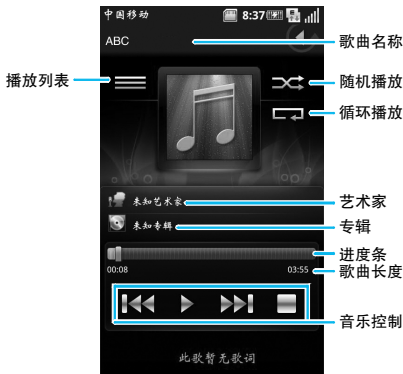 中国移动 8:37
ABC
歌曲名称
播放列表
随机播放
循环播放
未知艺术家
艺术家
未知专辑
专辑
进度条
00:08 03:55
歌曲长度
音乐控制
此歌暂无歌词